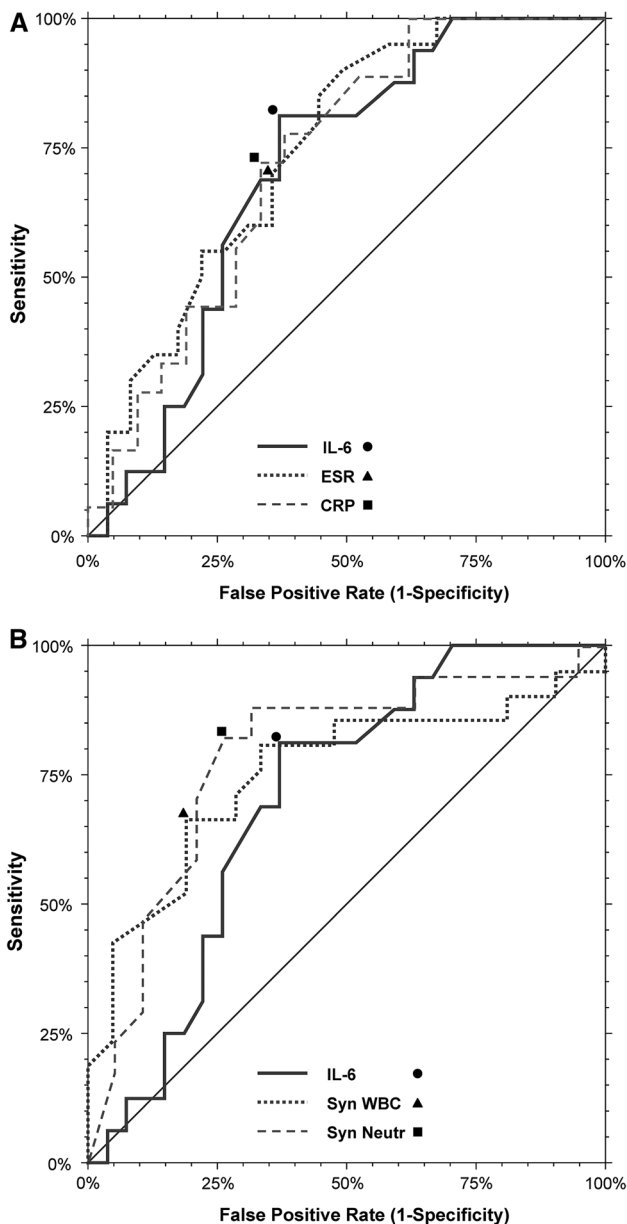 A
100%
75%
50%
25%
0%
Sensitivity
IL-6
ESR
CRP
0% 25% 50% 75% 100%
False Positive Rate (1-Specificity)
B
100%
75%
50%
25%
0%
Sensitivity
IL-6
Syn WBC
Syn Neutr
0% 25% 50% 75% 100%
False Positive Rate (1-Specificity)